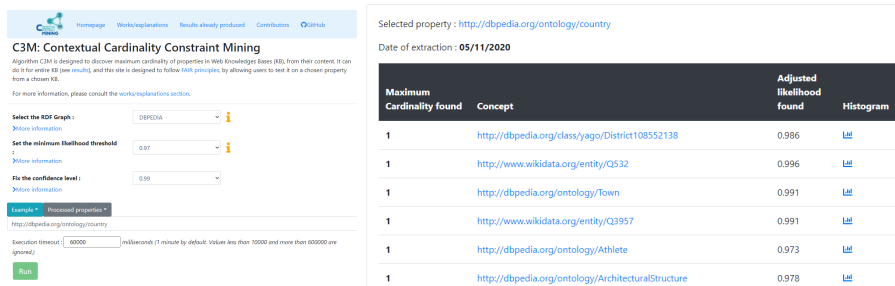 C3M MINING
Homepage Works/explanations Results already produced Contributors GitHub
C3M: Contextual Cardinality Constraint Mining
Algorithm C3M is designed to discover maximum cardinality of properties in Web Knowledges Bases (KB), from their content. It can
do it for entire KB (see results), and this site is designed to follow FAIR principles, by allowing users to test it on a chosen property
from a chosen KB.
For more information, please consult the works/explanations section.
Select the RDF Graph :
DBPEDIA
More information
Set the minimum likelihood threshold
:
0.97
More information
Fix the confidence level :
0.99
More information
Example Processed properties
http://dbpedia.org/ontology/country
Execution timeout : 60000 milliseconds (1 minute by default. Values less than 10000 and more than 600000 are
ignored.)
Run
Selected property : http://dbpedia.org/ontology/country
Date of extraction : 05/11/2020
Maximum Cardinality found Concept Adjusted likelihood found Histogram
1 http://dbpedia.org/class/yago/District108552138 0.986
1 http://www.wikidata.org/entity/Q532 0.996
1 http://dbpedia.org/ontology/Town 0.991
1 http://www.wikidata.org/entity/Q3957 0.991
1 http://dbpedia.org/ontology/Athlete 0.973
1 http://dbpedia.org/ontology/ArchitecturalStructure 0.978